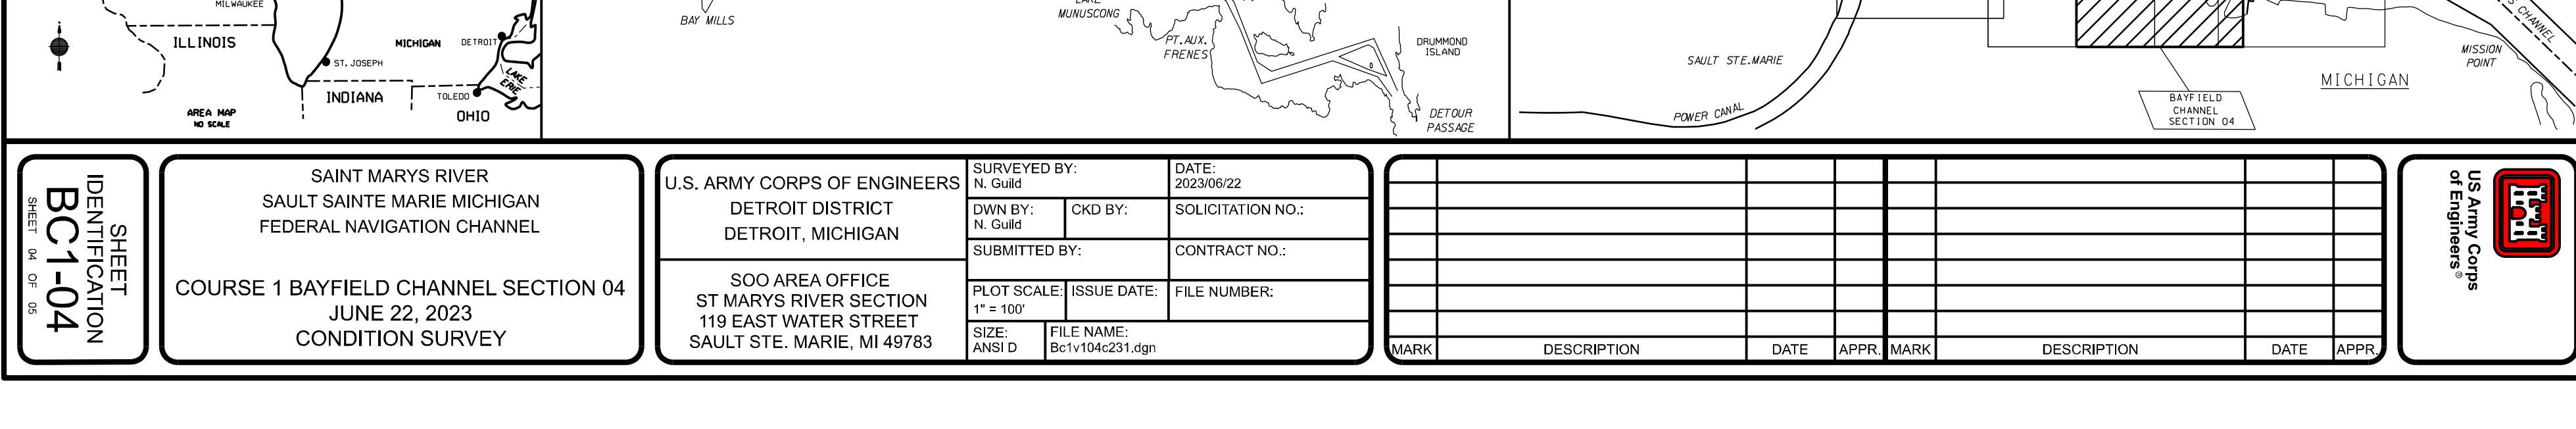 MILWAUKEE
ILLINOIS
MICHIGAN
DETROIT
ST. JOSEPH
LAKE
ERIE
INDIANA
TOLEDO
OHIO
AREA MAP
NO SCALE
BAY MILLS
LAKE
MUNUSCONG
PT. AUX.
FRENES
DRUMMOND
ISLAND
DETOUR
PASSAGE
SAULT STE.MARIE
POWER CANAL
BAYFIELD
CHANNEL
SECTION 04
MICHIGAN
MISSION
POINT
CHANNEL
SHEET
IDENTIFICATION
BC1-04
SHEET 04 OF 05
SAINT MARYS RIVER
SAULT SAINTE MARIE MICHIGAN
FEDERAL NAVIGATION CHANNEL
COURSE 1 BAYFIELD CHANNEL SECTION 04
JUNE 22, 2023
CONDITION SURVEY
U.S. ARMY CORPS OF ENGINEERS
DETROIT DISTRICT
DETROIT, MICHIGAN
SOO AREA OFFICE
ST MARYS RIVER SECTION
119 EAST WATER STREET
SAULT STE. MARIE, MI 49783
SURVEYED BY:
N. Guild
DATE:
2023/06/22
DWN BY:
N. Guild
CKD BY:
SOLICITATION NO.:
SUBMITTED BY:
CONTRACT NO.:
PLOT SCALE:
1" = 100'
ISSUE DATE:
FILE NUMBER:
SIZE:
ANSI D
FILE NAME:
Bc1v104c231.dgn
MARK DESCRIPTION DATE APPR. MARK DESCRIPTION DATE APPR.
US Army Corps
of Engineers®